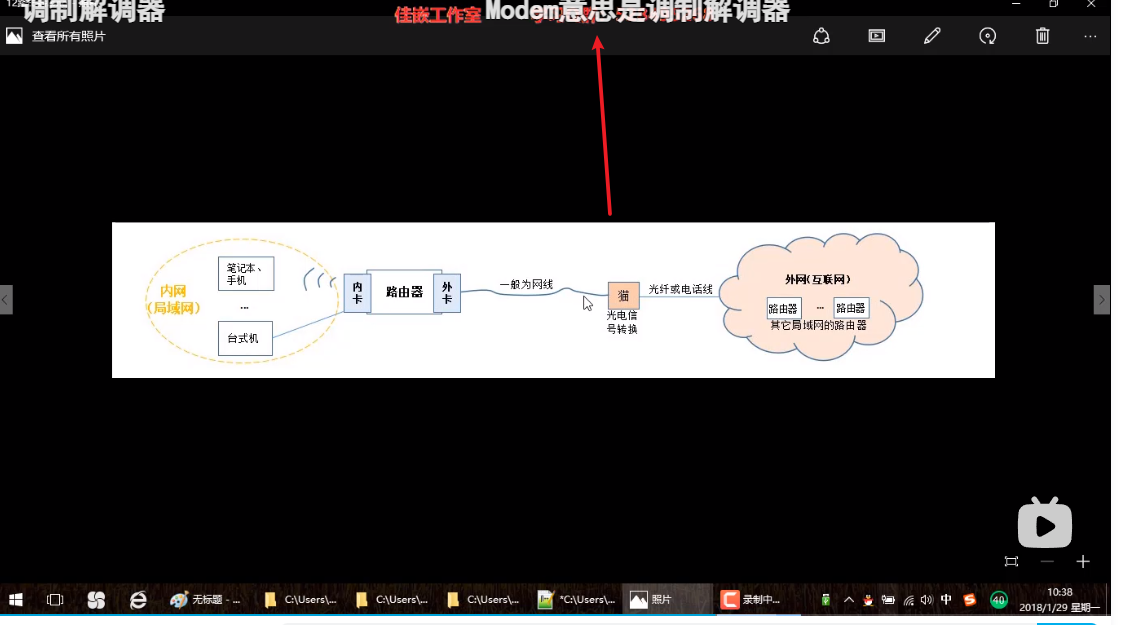 调制解调器
佳嵌工作室
Modem意思是调制解调器
查看所有照片
笔记本、
手机
...
台式机
内网
（局域网）
内
卡
路由器
外
卡
一般为网线
猫
光电信
号转换
光纤或电话线
外网(互联网)
路由器
...
路由器
其它局域网的路由器
无标题 - ...
C:\Users\...
C:\Users\...
C:\Users\...
*C:\Users\...
照片
录制中...
中
40
10:38
2018/1/29 星期一